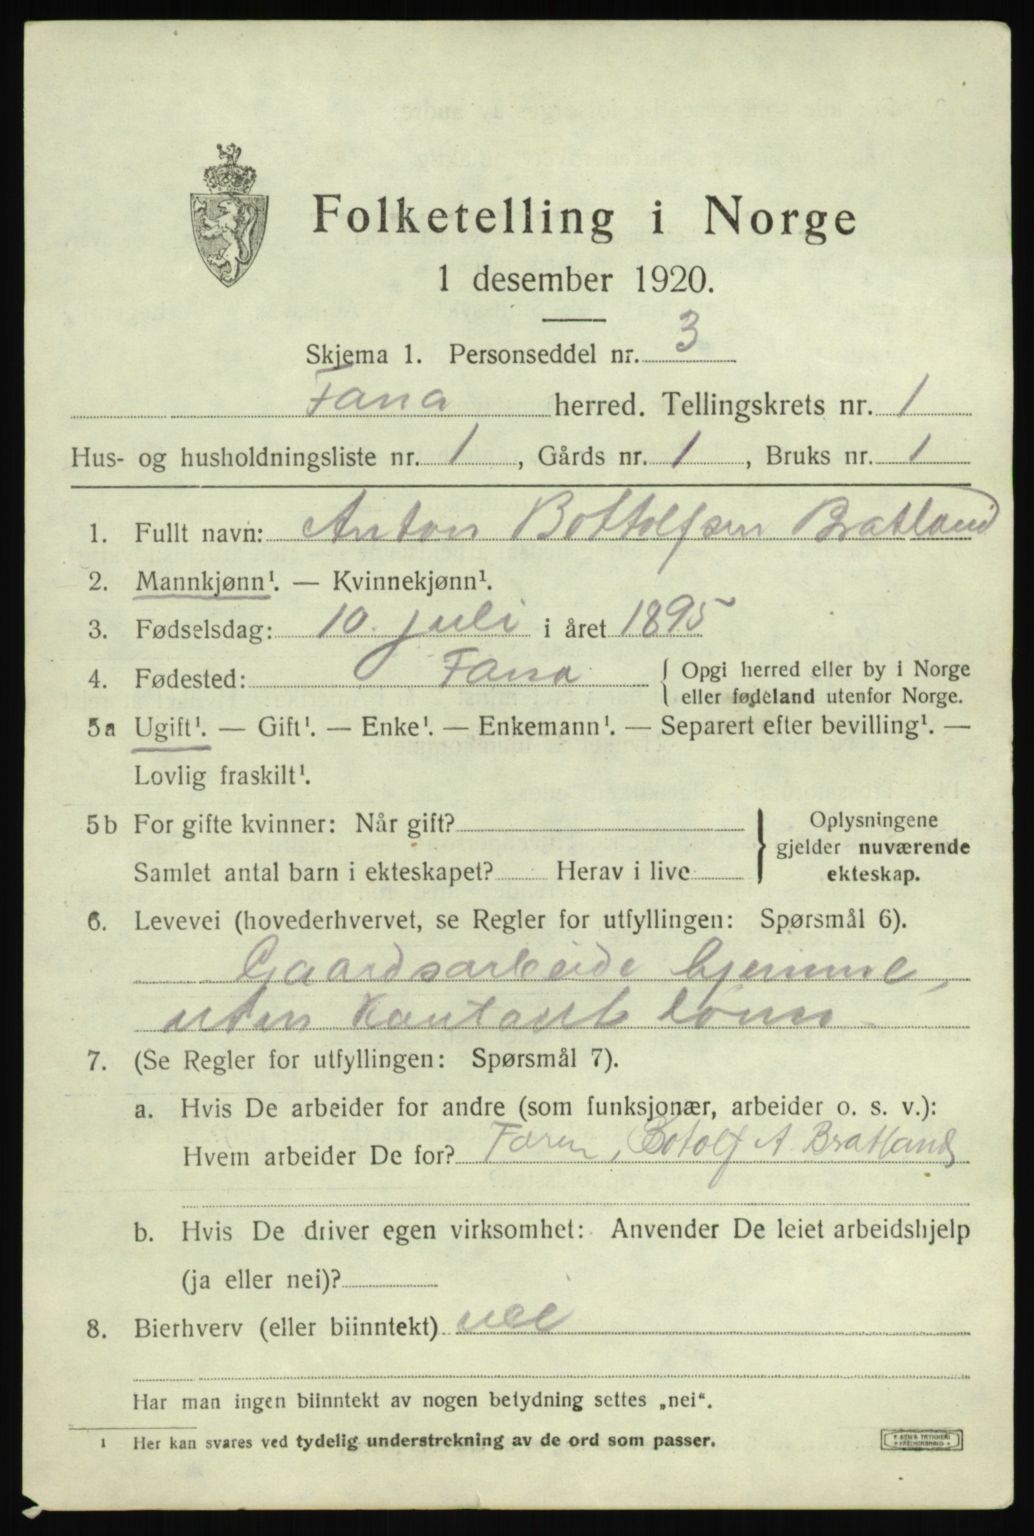 Folketelling i Norge
1 desember 1920.
Skjema 1. Personseddel nr. 3
Fana herred. Tellingskrets nr. 1
Hus- og husholdningsliste nr. 1, Gårds nr. 1, Bruks nr. 1
1. Fullt navn: Anton Bottolfsen Bratland
2. Mannkjønn¹. — Kvinnekjønn¹.
3. Fødselsdag: 10. juli i året 1895
4. Fødested: Fana { Opgi herred eller by i Norge
eller fødeland utenfor Norge.
5a Ugift¹. — Gift¹. — Enke¹. — Enkemann¹. — Separert efter bevilling¹. —
Lovlig fraskilt¹.
5b For gifte kvinner: Når gift?
Samlet antal barn i ekteskapet? Herav i live
} Oplysningene
gjelder nuværende
ekteskap.
6. Levevei (hovederhvervet, se Regler for utfyllingen: Spørsmål 6).
Gaardsarbeide hjemme,
uten kontant lønn.
7. (Se Regler for utfyllingen: Spørsmål 7).
a. Hvis De arbeider for andre (som funksjonær, arbeider o. s. v.):
Hvem arbeider De for? Faren, Botolf A. Bratland
b. Hvis De driver egen virksomhet: Anvender De leiet arbeidshjelp
(ja eller nei)?
8. Bierhverv (eller biinntekt) nei
Har man ingen biinntekt av nogen betydning settes „nei“.
¹ Her kan svares ved tydelig understrekning av de ord som passer.